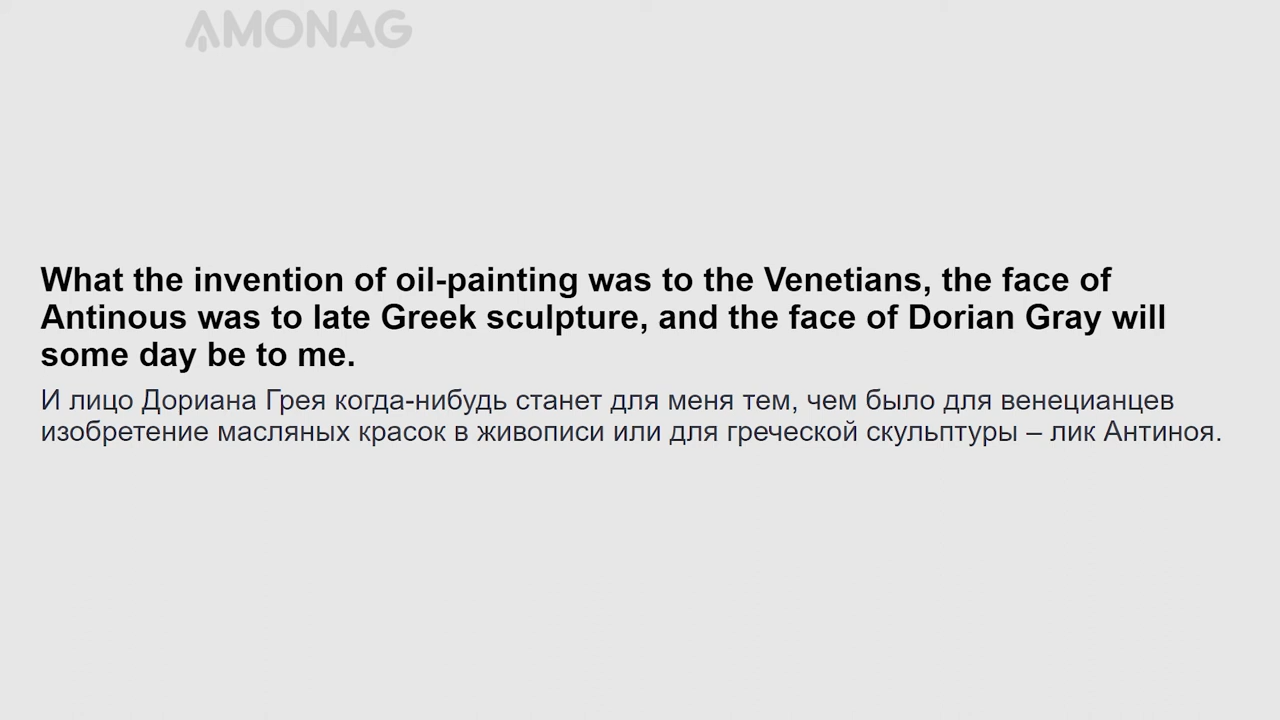 AMONAG
What the invention of oil-painting was to the Venetians, the face of
Antinous was to late Greek sculpture, and the face of Dorian Gray will
some day be to me.
И лицо Дориана Грея когда-нибудь станет для меня тем, чем было для венецианцев
изобретение масляных красок в живописи или для греческой скульптуры – лик Антиноя.